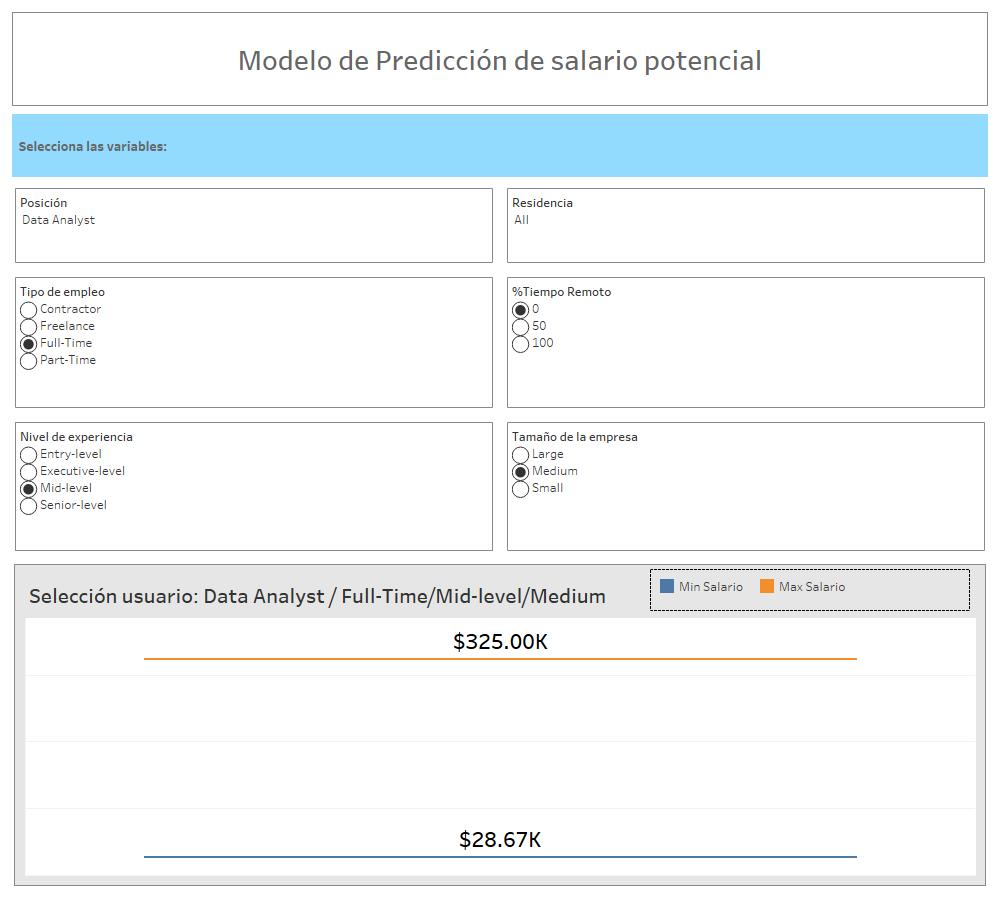 Modelo de Predicción de salario potencial
Selecciona las variables:
Posición
Data Analyst
Residencia
All
Tipo de empleo
Contractor
Freelance
Full-Time
Part-Time
%Tiempo Remoto
0
50
100
Nivel de experiencia
Entry-level
Executive-level
Mid-level
Senior-level
Tamaño de la empresa
Large
Medium
Small
Selección usuario: Data Analyst / Full-Time/Mid-level/Medium
Min Salario
Max Salario
$325.00K
$28.67K